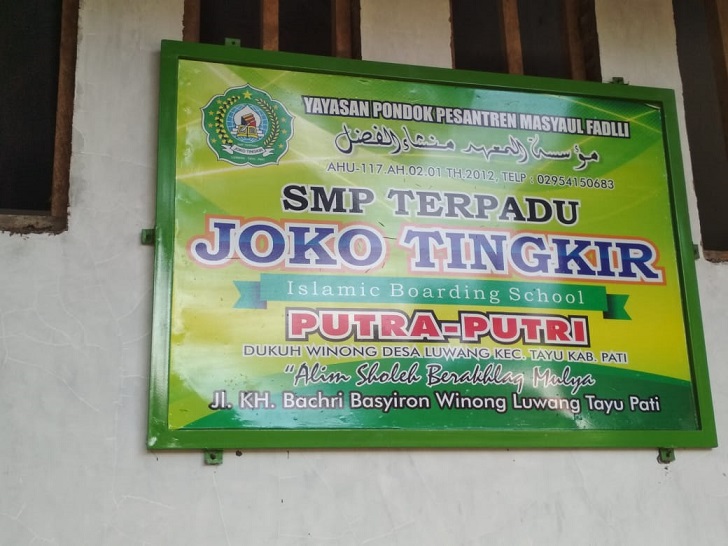 YAYASAN PONDOK PESANTREN MASYAUL FADLLI
مؤسسة المعهد منشاء الفضل
AHU-117.AH.02.01 TH.2012, TELP : 02954150683
SMP TERPADU
JOKO TINGKIR
Islamic Boarding School
PUTRA-PUTRI
DUKUH WINONG DESA LUWANG KEC. TAYU KAB. PATI
"Alim Sholeh Berakhlaq Mulya
Jl. KH. Bachri Basyiron Winong Luwang Tayu Pati